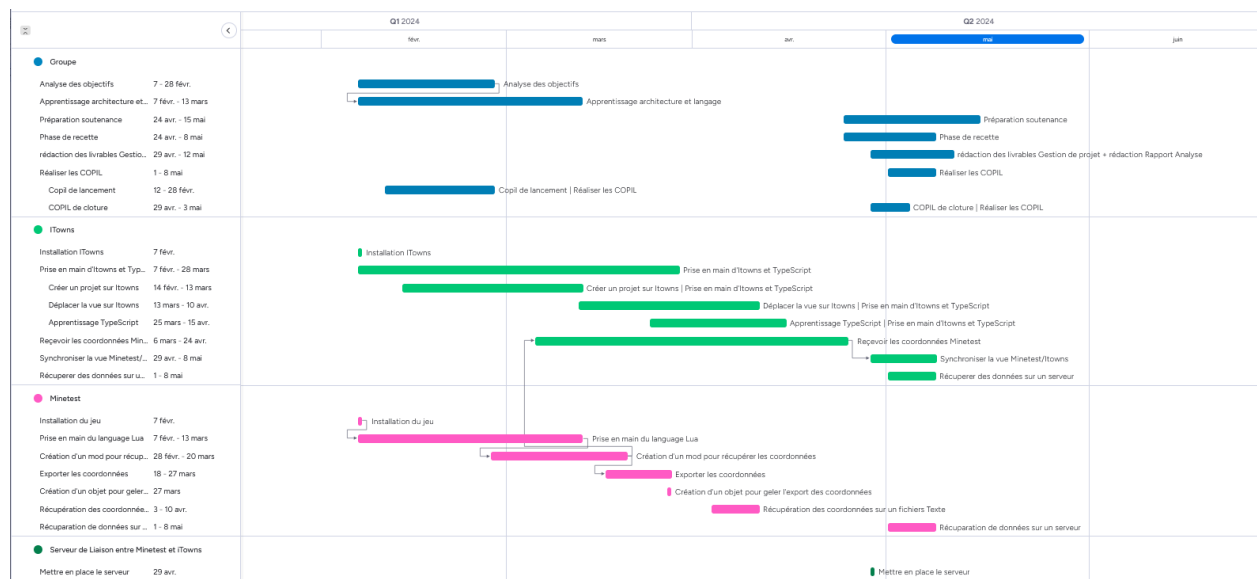 Q1 2024 Q2 2024
févr. mars avr. mai juin
Groupe
Analyse des objectifs 7 - 28 févr. Analyse des objectifs
Apprentissage architecture et... 7 févr. - 13 mars Apprentissage architecture et langage
Préparation soutenance 24 avr. - 15 mai Préparation soutenance
Phase de recette 24 avr. - 8 mai Phase de recette
rédaction des livrables Gestio... 29 avr. - 12 mai rédaction des livrables Gestion de projet + rédaction Rapport Analyse
Réaliser les COPIL 1 - 8 mai Réaliser les COPIL
Copil de lancement 12 - 28 févr. Copil de lancement | Réaliser les COPIL
COPIL de cloture 29 avr. - 3 mai COPIL de cloture | Réaliser les COPIL
ITowns
Installation ITowns 7 févr. Installation ITowns
Prise en main d'Itowns et Typ... 7 févr. - 28 mars Prise en main d'Itowns et TypeScript
Créer un projet sur Itowns 14 févr. - 13 mars Créer un projet sur Itowns | Prise en main d'Itowns et TypeScript
Déplacer la vue sur Itowns 13 mars - 10 avr. Déplacer la vue sur Itowns | Prise en main d'Itowns et TypeScript
Apprentissage TypeScript 25 mars - 15 avr. Apprentissage TypeScript | Prise en main d'Itowns et TypeScript
Reçevoir les coordonnées Min... 6 mars - 24 avr. Reçevoir les coordonnées Minetest
Synchroniser la vue Minetest/... 29 avr. - 8 mai Synchroniser la vue Minetest/Itowns
Récuperer des données sur u... 1 - 8 mai Récuperer des données sur un serveur
Minetest
Installation du jeu 7 févr. Installation du jeu
Prise en main du language Lua 7 févr. - 13 mars Prise en main du language Lua
Création d'un mod pour récup... 28 févr. - 20 mars Création d'un mod pour récupérer les coordonnées
Exporter les coordonnées 18 - 27 mars Exporter les coordonnées
Création d'un objet pour geler... 27 mars Création d'un objet pour geler l'export des coordonnées
Récupération des coordonnée... 3 - 10 avr. Récupération des coordonnées sur un fichiers Texte
Récuparation de données sur ... 1 - 8 mai Récuparation de données sur un serveur
Serveur de Liaison entre Minetest et iTowns
Mettre en place le serveur 29 avr. Mettre en place le serveur